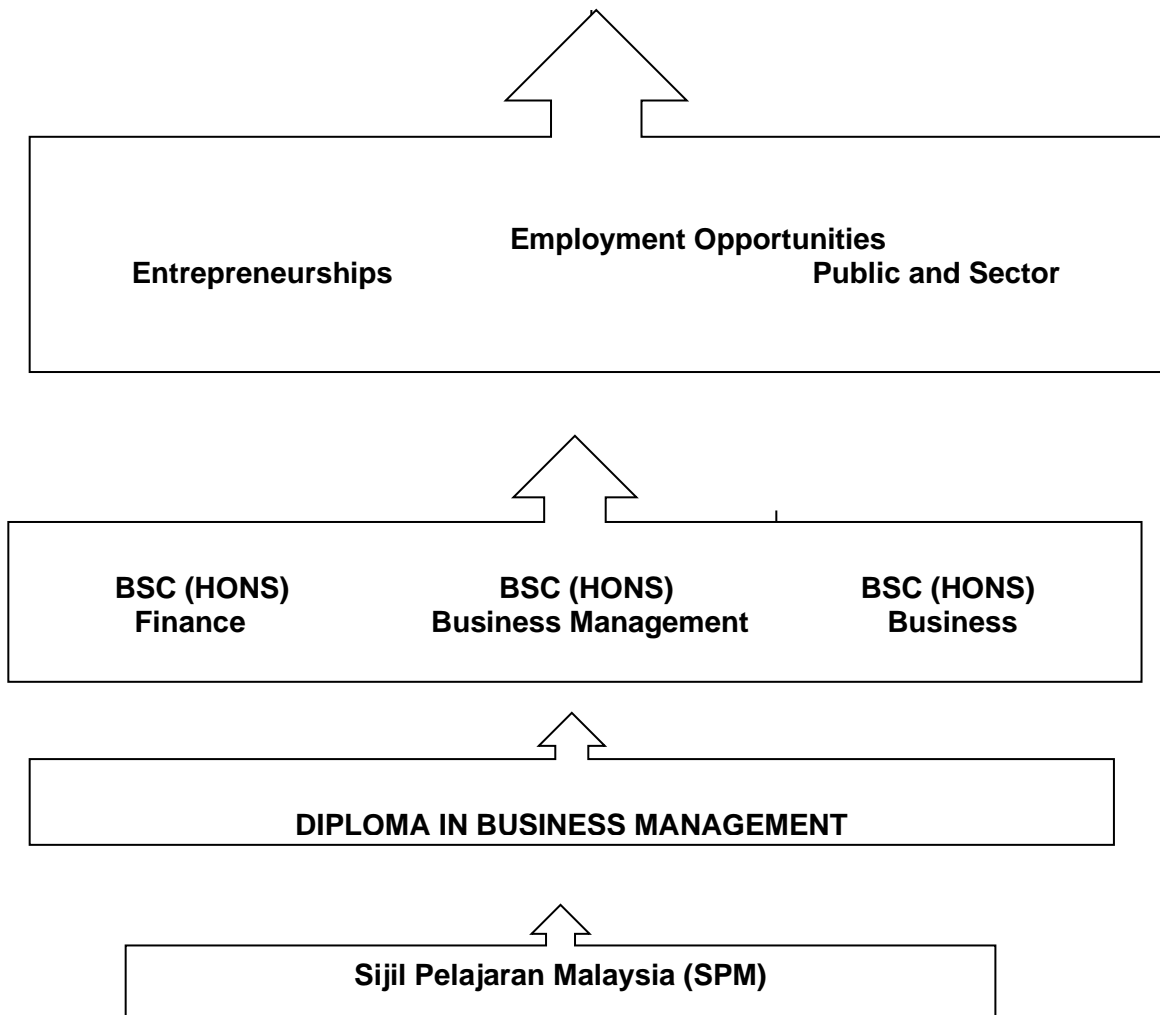 Employment Opportunities
Entrepreneurships Public and Sector
BSC (HONS) BSC (HONS) BSC (HONS)
Finance Business Management Business
DIPLOMA IN BUSINESS MANAGEMENT
Sijil Pelajaran Malaysia (SPM)